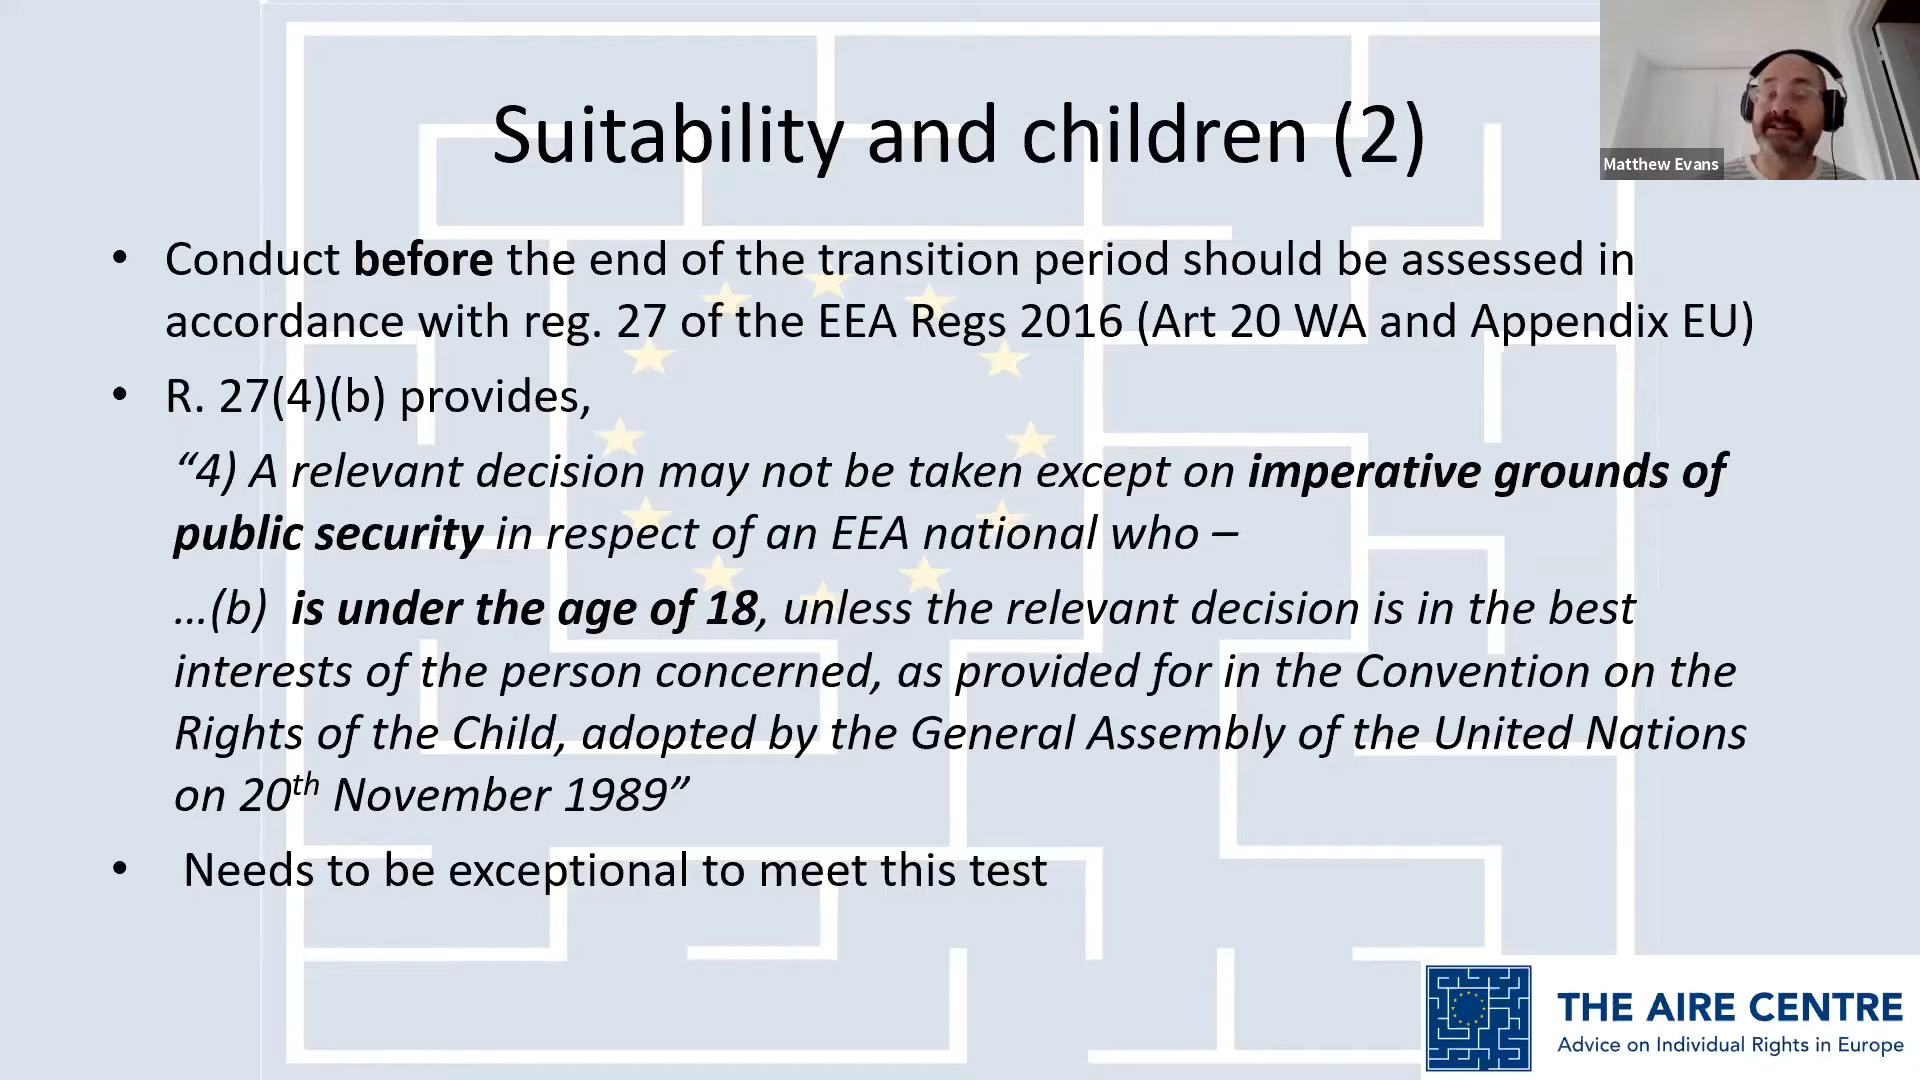 Suitability and children (2)
Matthew Evans
• Conduct before the end of the transition period should be assessed in
accordance with reg. 27 of the EEA Regs 2016 (Art 20 WA and Appendix EU)
• R. 27(4)(b) provides,
“4) A relevant decision may not be taken except on imperative grounds of
public security in respect of an EEA national who –
…(b) is under the age of 18, unless the relevant decision is in the best
interests of the person concerned, as provided for in the Convention on the
Rights of the Child, adopted by the General Assembly of the United Nations
on 20th November 1989”
• Needs to be exceptional to meet this test
THE AIRE CENTRE
Advice on Individual Rights in Europe